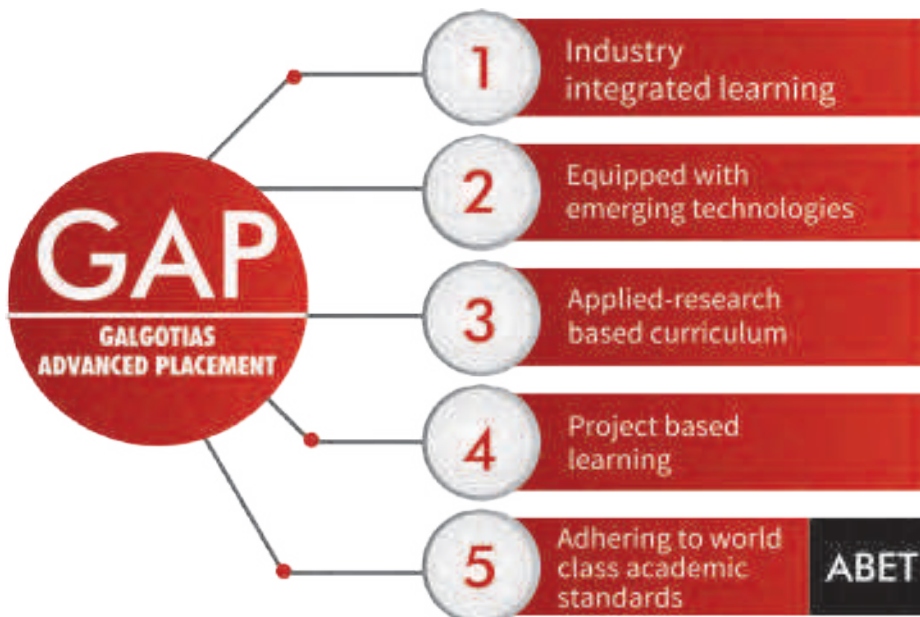 GAP
GALGOTIAS
ADVANCED PLACEMENT
1
Industry
integrated learning
2
Equipped with
emerging technologies
3
Applied-research
based curriculum
4
Project based
learning
5
Adhering to world
class academic
standards
ABET